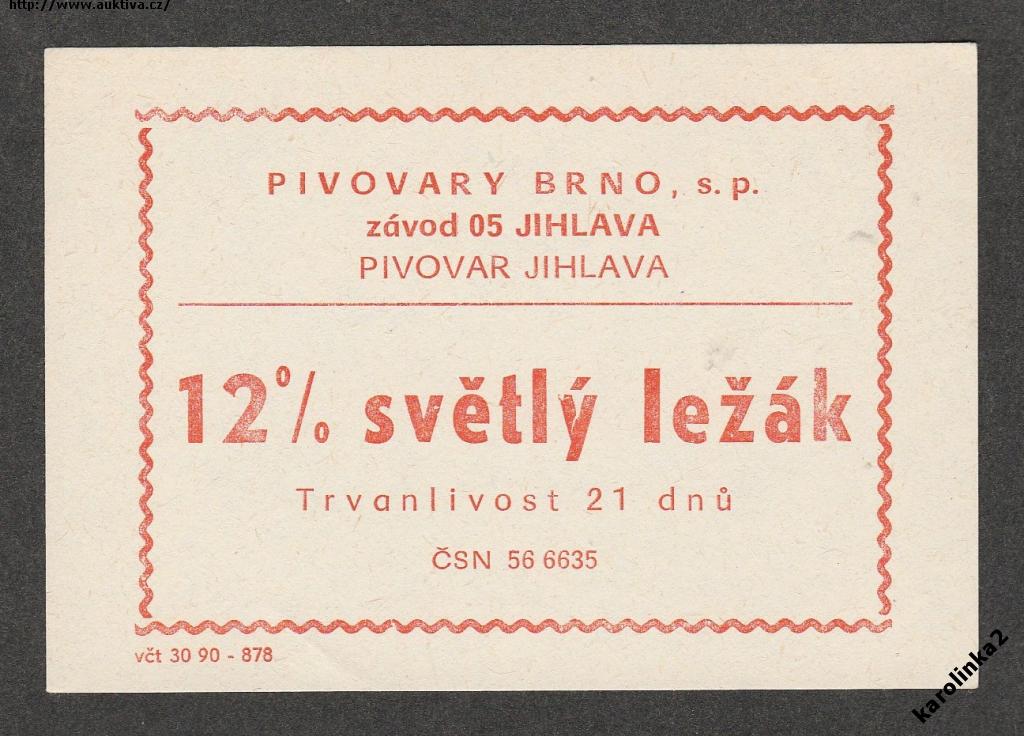 http://www.auktiva.cz/
PIVOVARY BRNO, s. p.
závod 05 JIHLAVA
PIVOVAR JIHLAVA
12% světlý ležák
Trvanlivost 21 dnů
ČSN 56 6635
včt 30 90 - 878
karolinka2